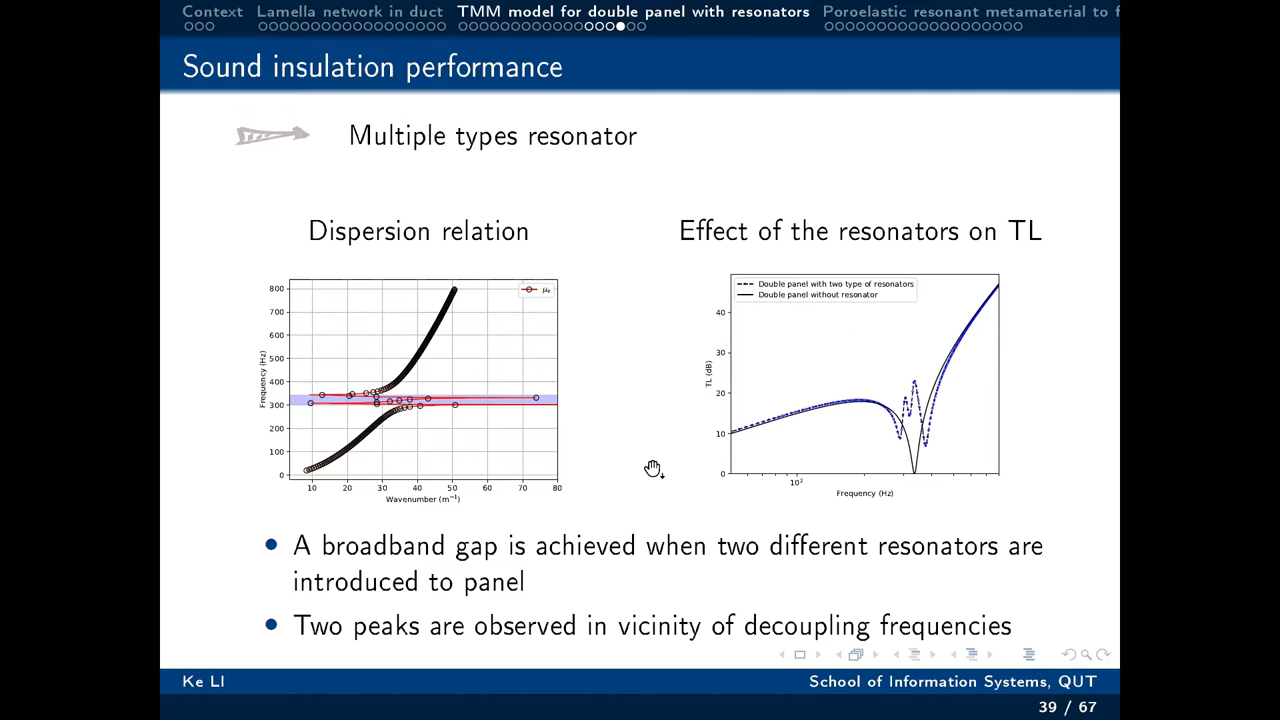 Context Lamella network in duct TMM model for double panel with resonators Poroelastic resonant metamaterial to f
Sound insulation performance
Multiple types resonator
Dispersion relation
Effect of the resonators on TL
800
700
600
500
400
300
200
100
0
Frequency (Hz)
μe
10 20 30 40 50 60 70 80
Wavenumber (m⁻¹)
Double panel with two type of resonators
Double panel without resonator
40
30
20
10
0
TL (dB)
10²
Frequency (Hz)
A broadband gap is achieved when two different resonators are
introduced to panel
Two peaks are observed in vicinity of decoupling frequencies
Ke LI School of Information Systems, QUT
39 / 67